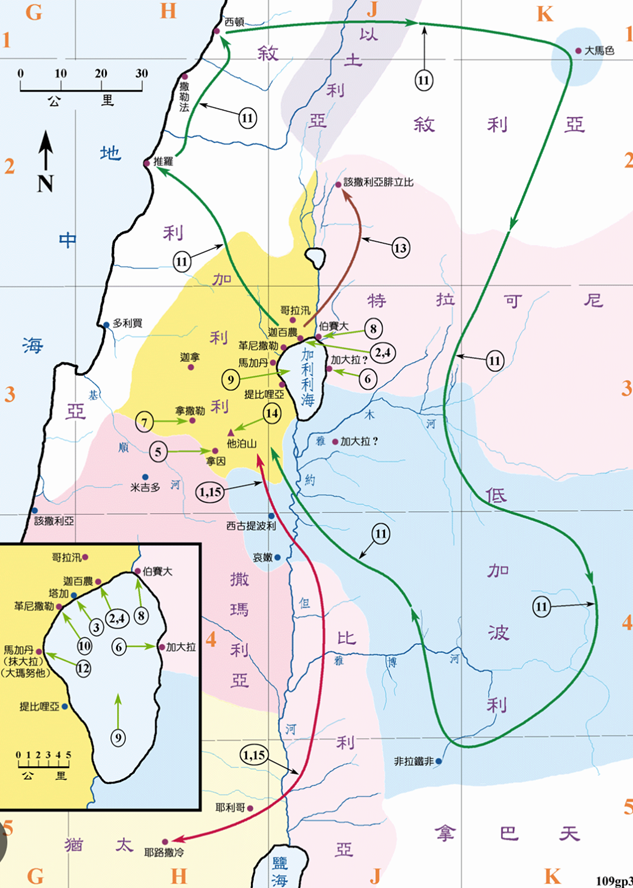 G
H
J
K
1
西頓
以
土
利
亞
敘
大馬色
1
11
0 10 20 30
公 里
撒勒法
11
敘 利 亞
N
地
中
海
2
推羅
該撒利亞腓立比
2
利
11
13
加
利
利
特 拉 可 尼
哥拉汛
多利買
迦百農
伯賽大
8
革尼撒勒
2,4
11
迦拿
馬加丹
加利利海
加大拉?
9
6
3
亞
提比哩亞
3
基
順
河
7
拿撒勒
14
木
河
他泊山
雅
加大拉?
5
拿因
米吉多
1,15
約
低
加
波
利
該撒利亞
西古提波利
11
哀嫩
撒
瑪
利
亞
但
河
11
4
比
利
亞
4
雅 博 河
哥拉汛
迦百農
伯賽大
塔加
革尼撒勒
3
2,4
8
10
6
加大拉
馬加丹
(抹大拉)
(大瑪努他)
12
提比哩亞
9
0 1 2 3 4 5
公 里
1,15
非拉鐵非
耶利哥
5
5
猶 太
耶路撒冷
鹽海
拿 巴 天
G
H
J
K
109gp3